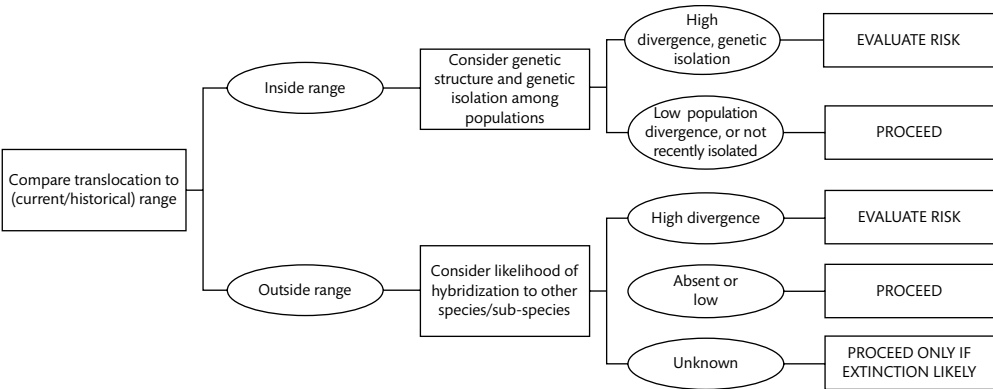 Compare translocation to
(current/historical) range
Inside range
Consider genetic
structure and genetic
isolation among
populations
High
divergence, genetic
isolation
EVALUATE RISK
Low population
divergence, or not
recently isolated
PROCEED
Outside range
Consider likelihood of
hybridization to other
species/sub-species
High divergence
EVALUATE RISK
Absent or
low
PROCEED
Unknown
PROCEED ONLY IF
EXTINCTION LIKELY